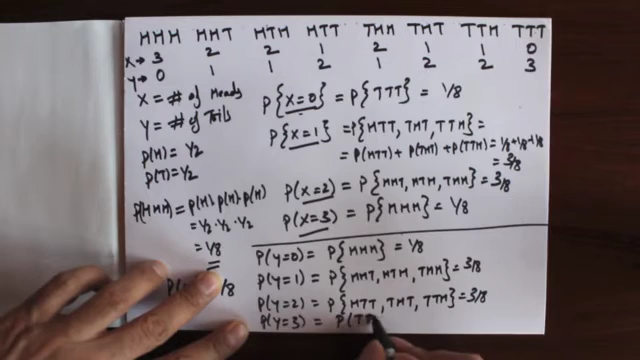 HHH HHT HTH HTT THH THT TTH TTT
X→ 3 2 2 1 2 1 1 0
Y→ 0 1 1 2 1 2 2 3
X = # of Heads
Y = # of Tails
P(H) = 1/2
P(T) = 1/2
P(HHH) = P(H) P(H) P(H)
= 1/2 · 1/2 · 1/2
= 1/8
/8
P{X=0} = P{TTT} = 1/8
P{X=1} = P{HTT, THT, TTH} =
= P(HTT) + P(THT) + P(TTH) = 1/8 + 1/8 + 1/8
= 3/8
P(X=2) = P{HHT, HTH, THH} = 3/8
P(X=3) = P{HHH} = 1/8
P(Y=0) = P{HHH} = 1/8
P(Y=1) = P{HHT, HTH, THH} = 3/8
P(Y=2) = P{HTT, THT, TTH} = 3/8
P(Y=3) = P(TT